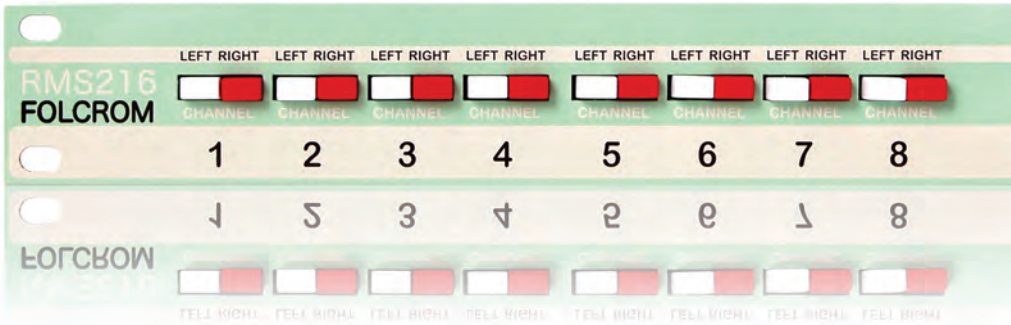 LEFT RIGHT LEFT RIGHT LEFT RIGHT LEFT RIGHT LEFT RIGHT LEFT RIGHT LEFT RIGHT LEFT RIGHT
RMS216
FOLCROM
CHANNEL CHANNEL CHANNEL CHANNEL CHANNEL CHANNEL CHANNEL CHANNEL
1 2 3 4 5 6 7 8